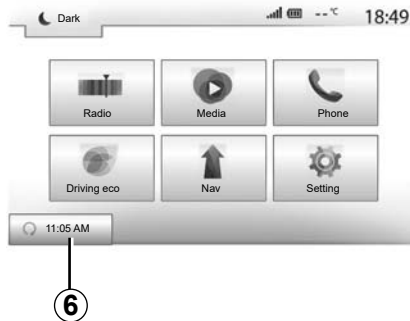 Dark
--°C 18:49
Radio Media Phone
Driving eco Nav Setting
11:05 AM
6